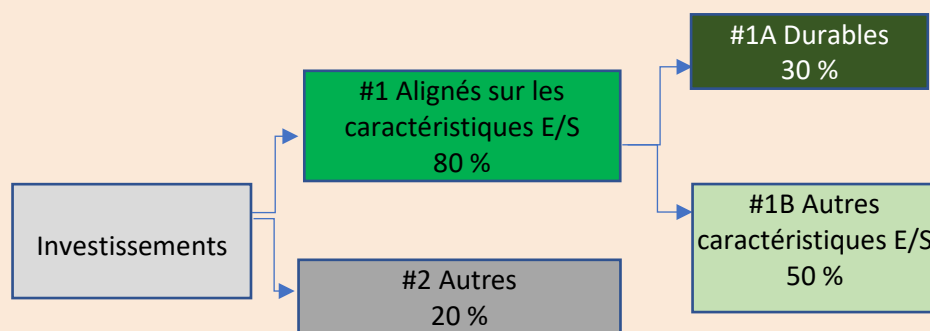 Investissements
#1 Alignés sur les
caractéristiques E/S
80 %
#2 Autres
20 %
#1A Durables
30 %
#1B Autres
caractéristiques E/S
50 %